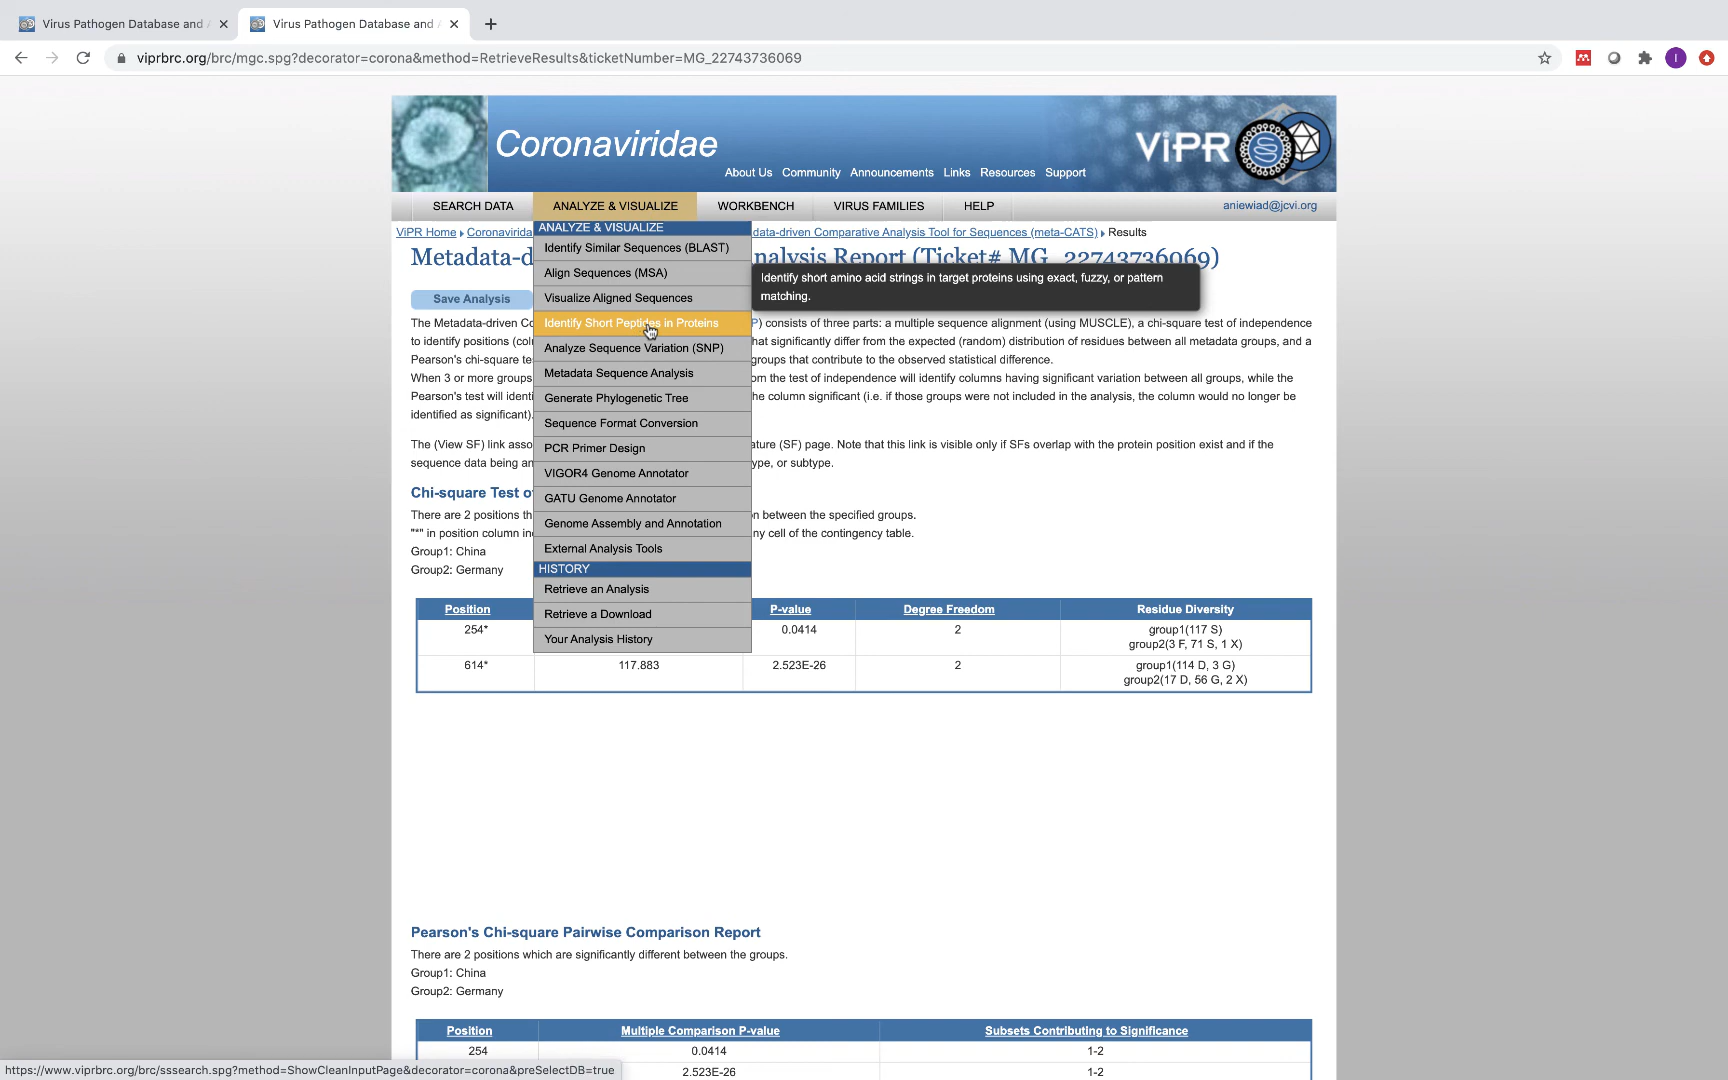 Virus Pathogen Database and
Virus Pathogen Database and
viprbrc.org/brc/mgc.spg?decorator=corona&method=RetrieveResults&ticketNumber=MG_22743736069
I
Coronaviridae
ViPR
About Us Community Announcements Links Resources Support
SEARCH DATA ANALYZE & VISUALIZE WORKBENCH VIRUS FAMILIES HELP aniewiad@jcvi.org
ViPR Home Coronavirida data-driven Comparative Analysis Tool for Sequences (meta-CATS) Results
Metadata-d nalysis Report (Ticket# MG_22743736069)
ANALYZE & VISUALIZE
Identify Similar Sequences (BLAST)
Align Sequences (MSA)
Visualize Aligned Sequences
Identify Short Peptides in Proteins
Analyze Sequence Variation (SNP)
Metadata Sequence Analysis
Generate Phylogenetic Tree
Sequence Format Conversion
PCR Primer Design
VIGOR4 Genome Annotator
GATU Genome Annotator
Genome Assembly and Annotation
External Analysis Tools
HISTORY
Retrieve an Analysis
Retrieve a Download
Your Analysis History
Identify short amino acid strings in target proteins using exact, fuzzy, or pattern
matching.
Save Analysis
The Metadata-driven Co P) consists of three parts: a multiple sequence alignment (using MUSCLE), a chi-square test of independence
to identify positions (col hat significantly differ from the expected (random) distribution of residues between all metadata groups, and a
Pearson's chi-square te groups that contribute to the observed statistical difference.
When 3 or more groups om the test of independence will identify columns having significant variation between all groups, while the
Pearson's test will identi he column significant (i.e. if those groups were not included in the analysis, the column would no longer be
identified as significant).
The (View SF) link asso ature (SF) page. Note that this link is visible only if SFs overlap with the protein position exist and if the
sequence data being an ype, or subtype.
Chi-square Test o
There are 2 positions th n between the specified groups.
"*" in position column in ny cell of the contingency table.
Group1: China
Group2: Germany
Position P-value Degree Freedom Residue Diversity
254* 0.0414 2 group1(117 S)
group2(3 F, 71 S, 1 X)
614* 117.883 2.523E-26 2 group1(114 D, 3 G)
group2(17 D, 56 G, 2 X)
Pearson's Chi-square Pairwise Comparison Report
There are 2 positions which are significantly different between the groups.
Group1: China
Group2: Germany
Position Multiple Comparison P-value Subsets Contributing to Significance
254 0.0414 1-2
2.523E-26 1-2
https://www.viprbrc.org/brc/sssearch.spg?method=ShowCleanInputPage&decorator=corona&preSelectDB=true